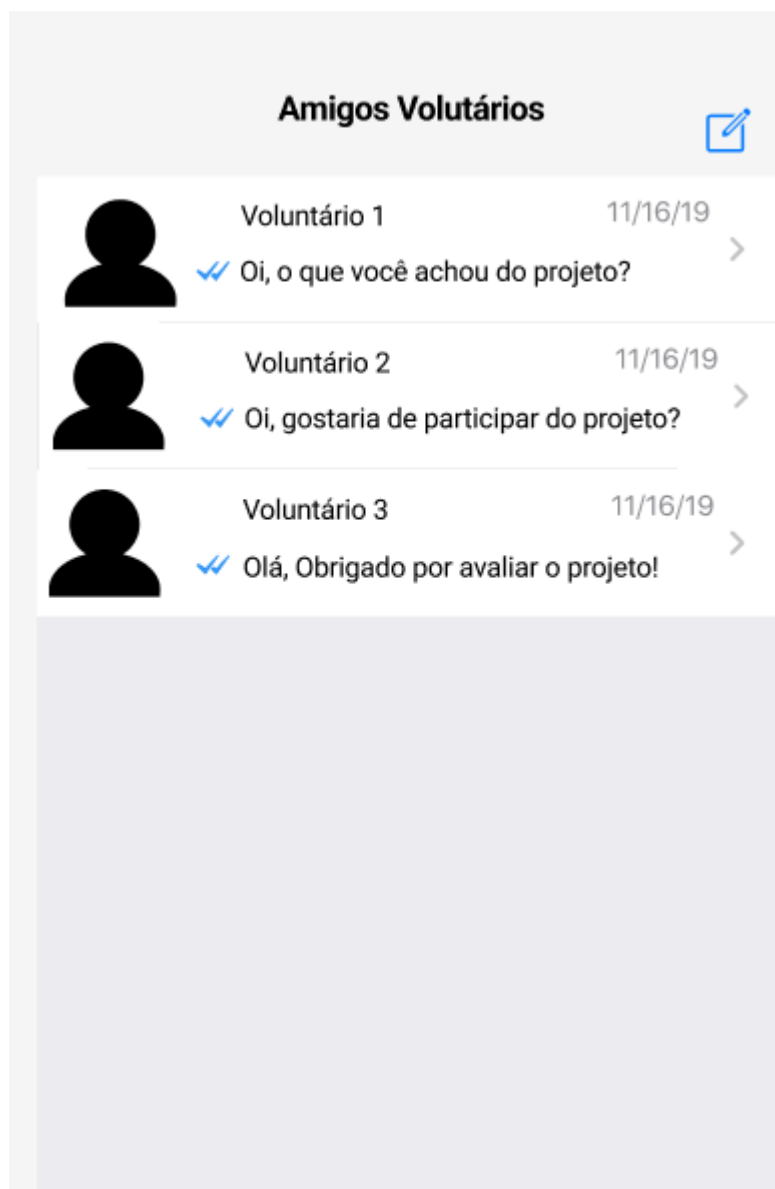 Amigos Volutários
Voluntário 1 11/16/19
Oi, o que você achou do projeto?
Voluntário 2 11/16/19
Oi, gostaria de participar do projeto?
Voluntário 3 11/16/19
Olá, Obrigado por avaliar o projeto!